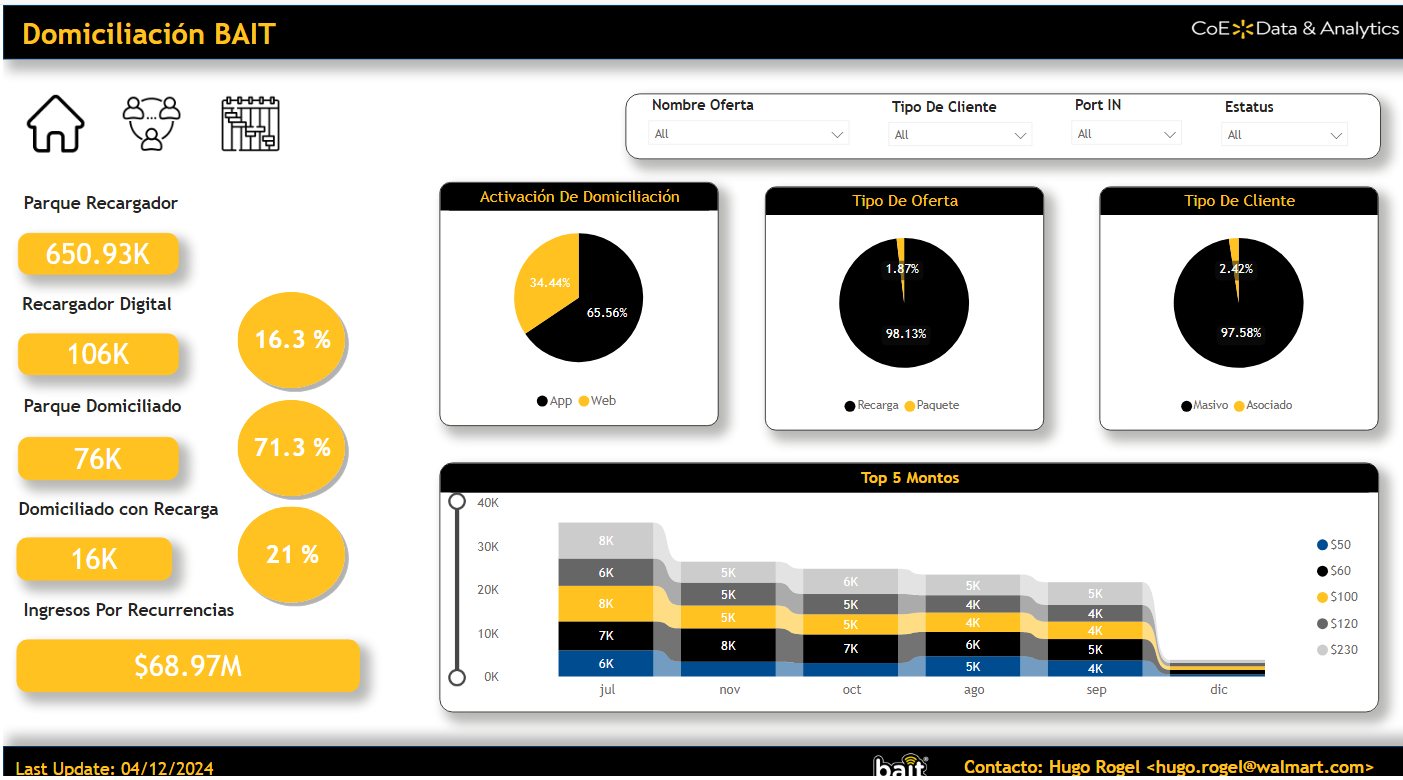 Domiciliación BAIT
CoE Data & Analytics
Nombre Oferta
All
Tipo De Cliente
All
Port IN
All
Estatus
All
Parque Recargador
650.93K
Recargador Digital
106K
16.3 %
Parque Domiciliado
76K
71.3 %
Domiciliado con Recarga
16K
21 %
Ingresos Por Recurrencias
$68.97M
Activación De Domiciliación
34.44%
65.56%
App Web
Tipo De Oferta
1.87%
98.13%
Recarga Paquete
Tipo De Cliente
2.42%
97.58%
Masivo Asociado
Top 5 Montos
40K
30K
20K
10K
0K
8K
6K
8K
7K
6K
5K
5K
5K
8K
6K
5K
5K
7K
5K
4K
4K
6K
5K
5K
4K
4K
5K
4K
jul nov oct ago sep dic
$50
$60
$100
$120
$230
Last Update: 04/12/2024
bait
Contacto: Hugo Rogel <hugo.rogel@walmart.com>